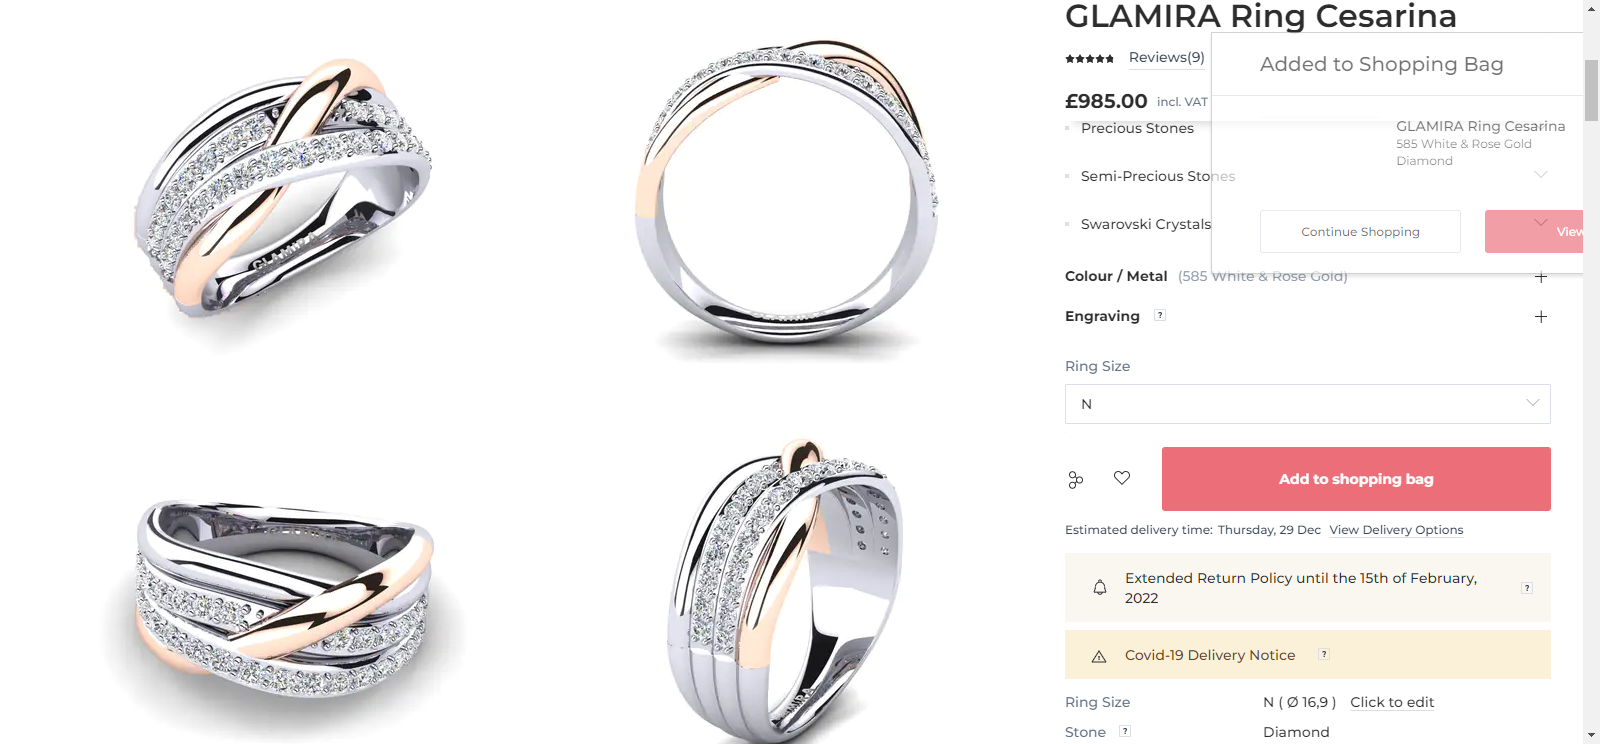 GLAMIRA Ring Cesarina
Reviews(9)
Added to Shopping Bag
£985.00 incl. VAT
Precious Stones
GLAMIRA Ring Cesarina
585 White & Rose Gold
Diamond
Semi-Precious Stones
Swarovski Crystals
Continue Shopping
View
Colour / Metal (585 White & Rose Gold)
Engraving ?
Ring Size
N
Add to shopping bag
Estimated delivery time: Thursday, 29 Dec View Delivery Options
Extended Return Policy until the 15th of February,
2022
?
Covid-19 Delivery Notice ?
Ring Size N ( Ø 16,9 ) Click to edit
Stone ? Diamond
GLAMIRA
N
GLAMIRA
GLAMIRA